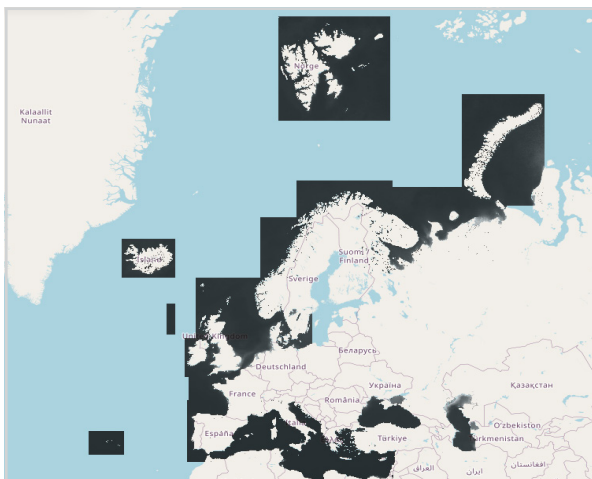 Norge
Kalaallit
Nunaat
Ísland
Suomi /
Finland
Sverige
United Kingdom
Беларусь
Deutschland
Україна
Қазақстан
France
România
Italia
España
Türkiye
O'zbekiston
Türkmenistan
العراق
ایران
افغانستان